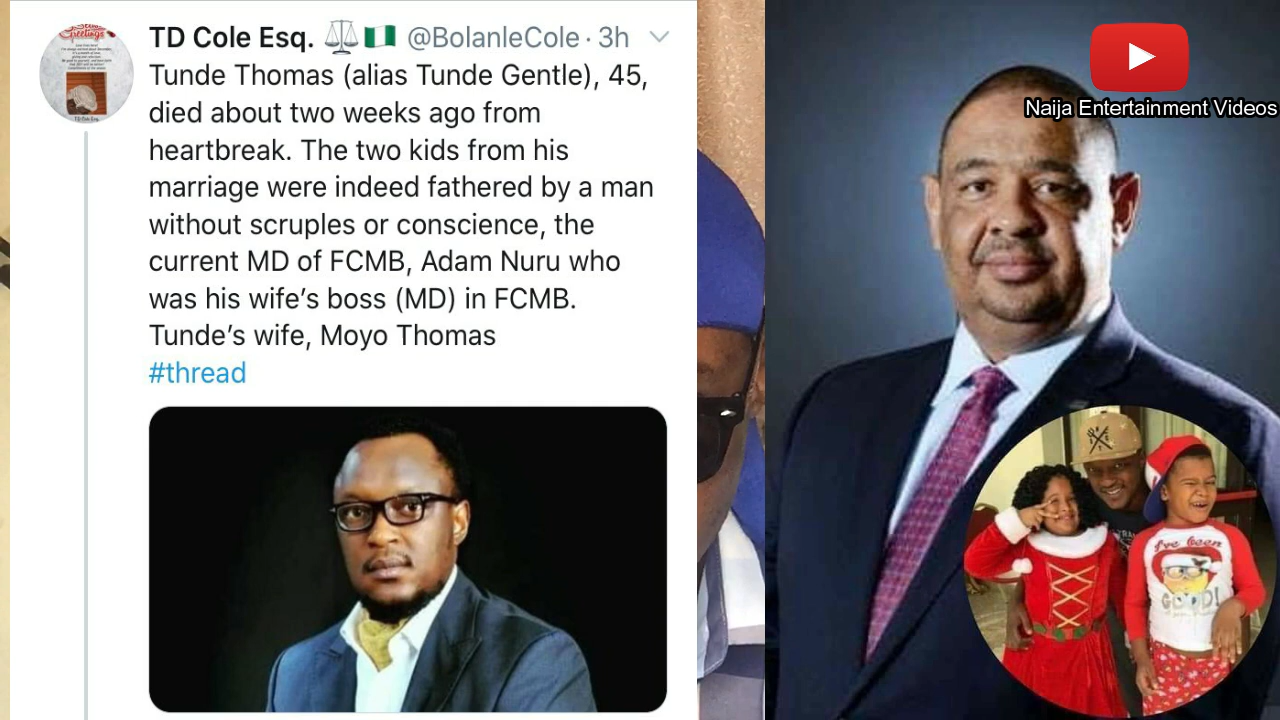 TD Cole Esq. @BolanleCole · 3h
Tunde Thomas (alias Tunde Gentle), 45,
died about two weeks ago from
heartbreak. The two kids from his
marriage were indeed fathered by a man
without scruples or conscience, the
current MD of FCMB, Adam Nuru who
was his wife’s boss (MD) in FCMB.
Tunde’s wife, Moyo Thomas
#thread
Naija Entertainment Videos
I've been
GOOD!